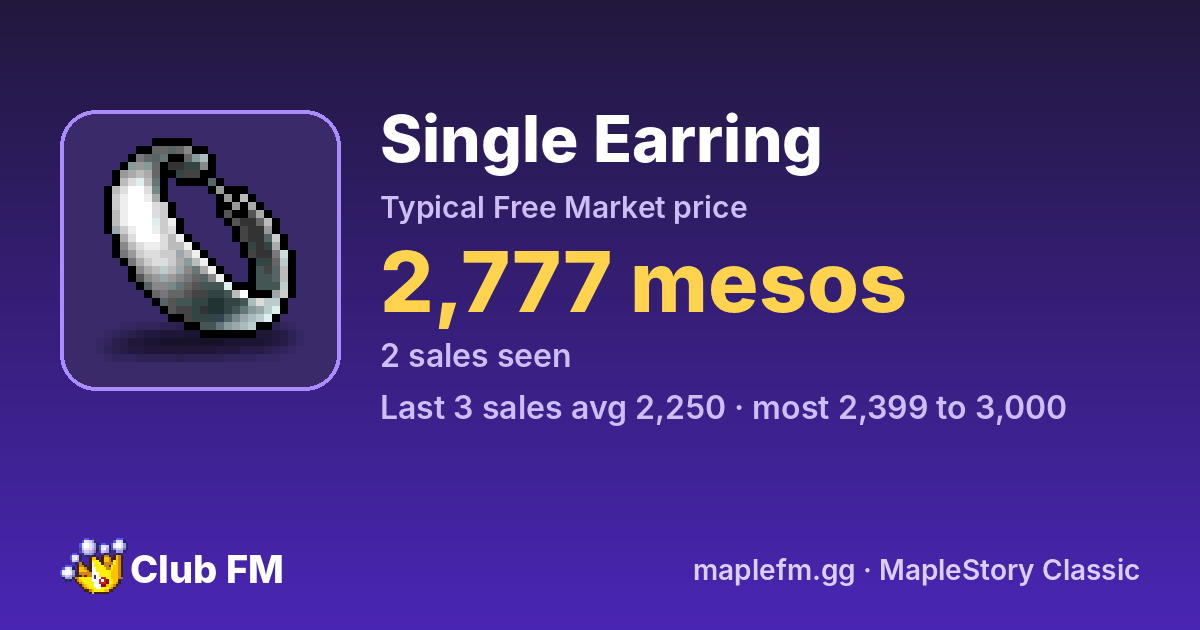 Single Earring
Typical Free Market price
2,777 mesos
2 sales seen
Last 3 sales avg 2,250 · most 2,399 to 3,000
Club FM
maplefm.gg · MapleStory Classic